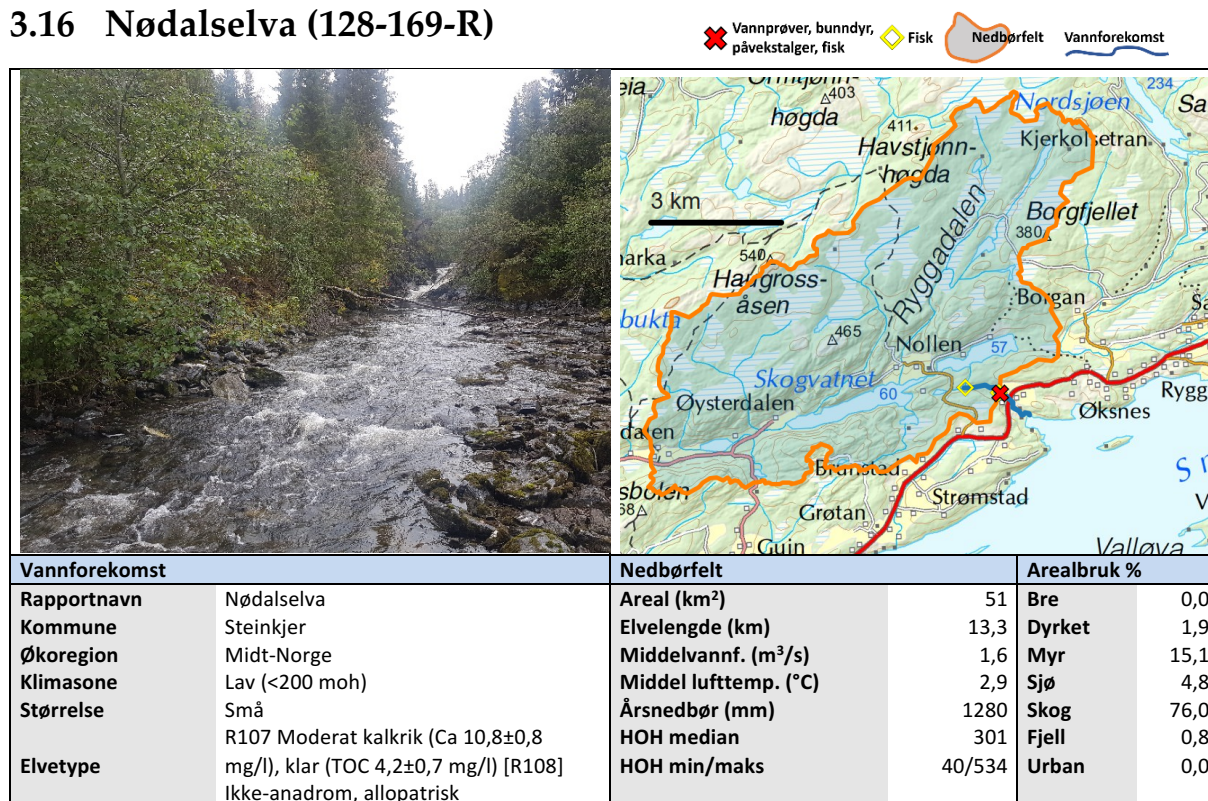 3.16 Nødalselva (128-169-R)
Vannprøver, bunndyr,
påvekstalger, fisk
Fisk
Nedbørfelt
Vannforekomst
høgda
403
411
Havstjønn-
høgda
Nordsjøen
234
Sa
Kjerkolsetran
3 km
Ryggadalen
Borgfjellet
380
540
Haugrossåsen
465
Borgan
Nollen
57
Skogvatnet
60
Øysterdalen
Øksnes
Rygg
Brunstad
Strømstad
Grøtan
Guin
Valløva
Vannforekomst
Nedbørfelt
Arealbruk %
Rapportnavn Nødalselva
Areal (km²) 51
Bre 0,0
Kommune Steinkjer
Elvelengde (km) 13,3
Dyrket 1,9
Økoregion Midt-Norge
Middelvannf. (m³/s) 1,6
Myr 15,1
Klimasone Lav (<200 moh)
Middel lufttemp. (°C) 2,9
Sjø 4,8
Størrelse Små
Årsnedbør (mm) 1280
Skog 76,0
Elvetype
R107 Moderat kalkrik (Ca 10,8±0,8
mg/l), klar (TOC 4,2±0,7 mg/l) [R108]
Ikke-anadrom, allopatrisk
HOH median 301
Fjell 0,8
HOH min/maks 40/534
Urban 0,0